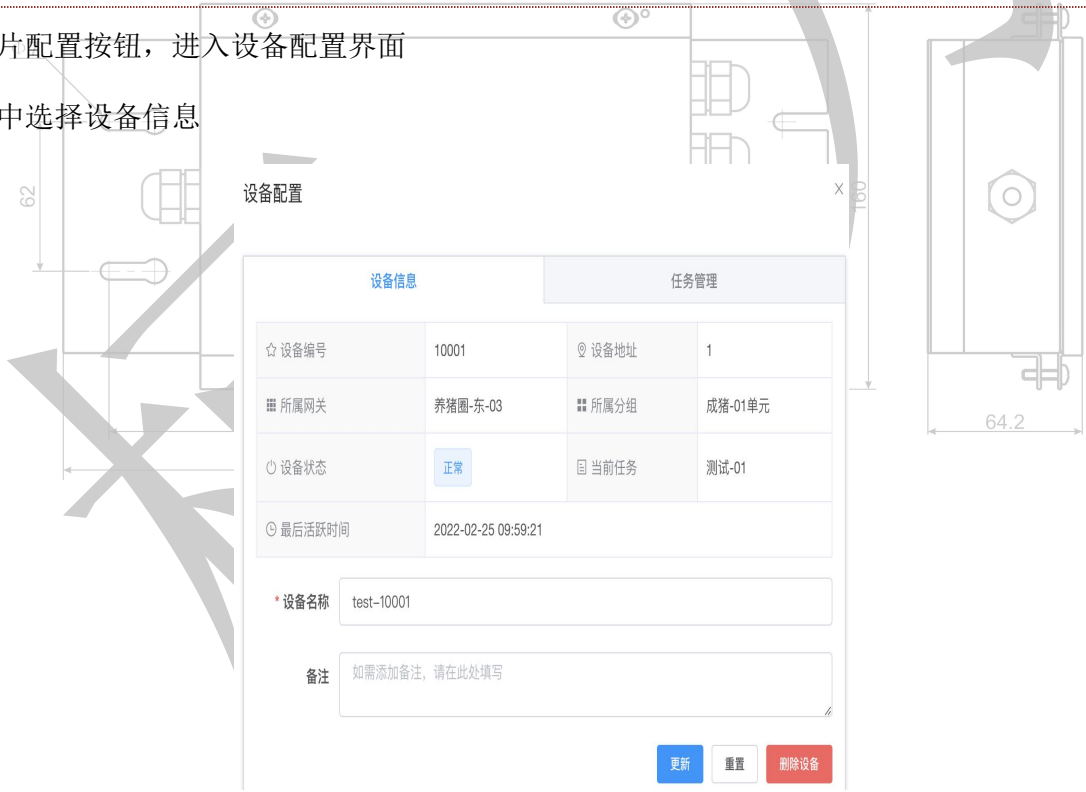 片配置按钮，进入设备配置界面
中选择设备信息
62
160
64.2
设备配置
设备信息 任务管理
设备编号 10001 设备地址 1
所属网关 养猪圈-东-03 所属分组 成猪-01单元
设备状态 正常 当前任务 测试-01
最后活跃时间 2022-02-25 09:59:21
* 设备名称 test-10001
备注 如需添加备注，请在此处填写
更新 重置 删除设备